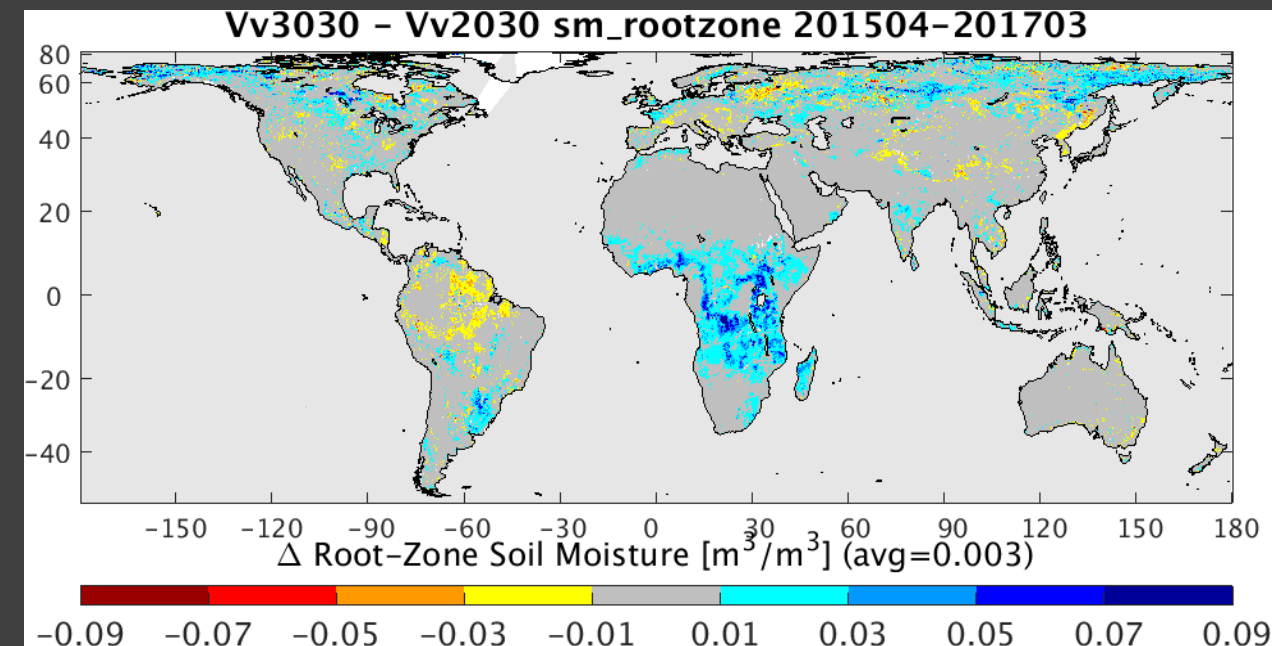 Vv3030 − Vv2030 sm_rootzone 201504−201703
80
60
40
20
0
−20
−40
−150 −120 −90 −60 −30 0 30 60 90 120 150 180
Δ Root−Zone Soil Moisture [m³/m³] (avg=0.003)
−0.09 −0.07 −0.05 −0.03 −0.01 0.01 0.03 0.05 0.07 0.09